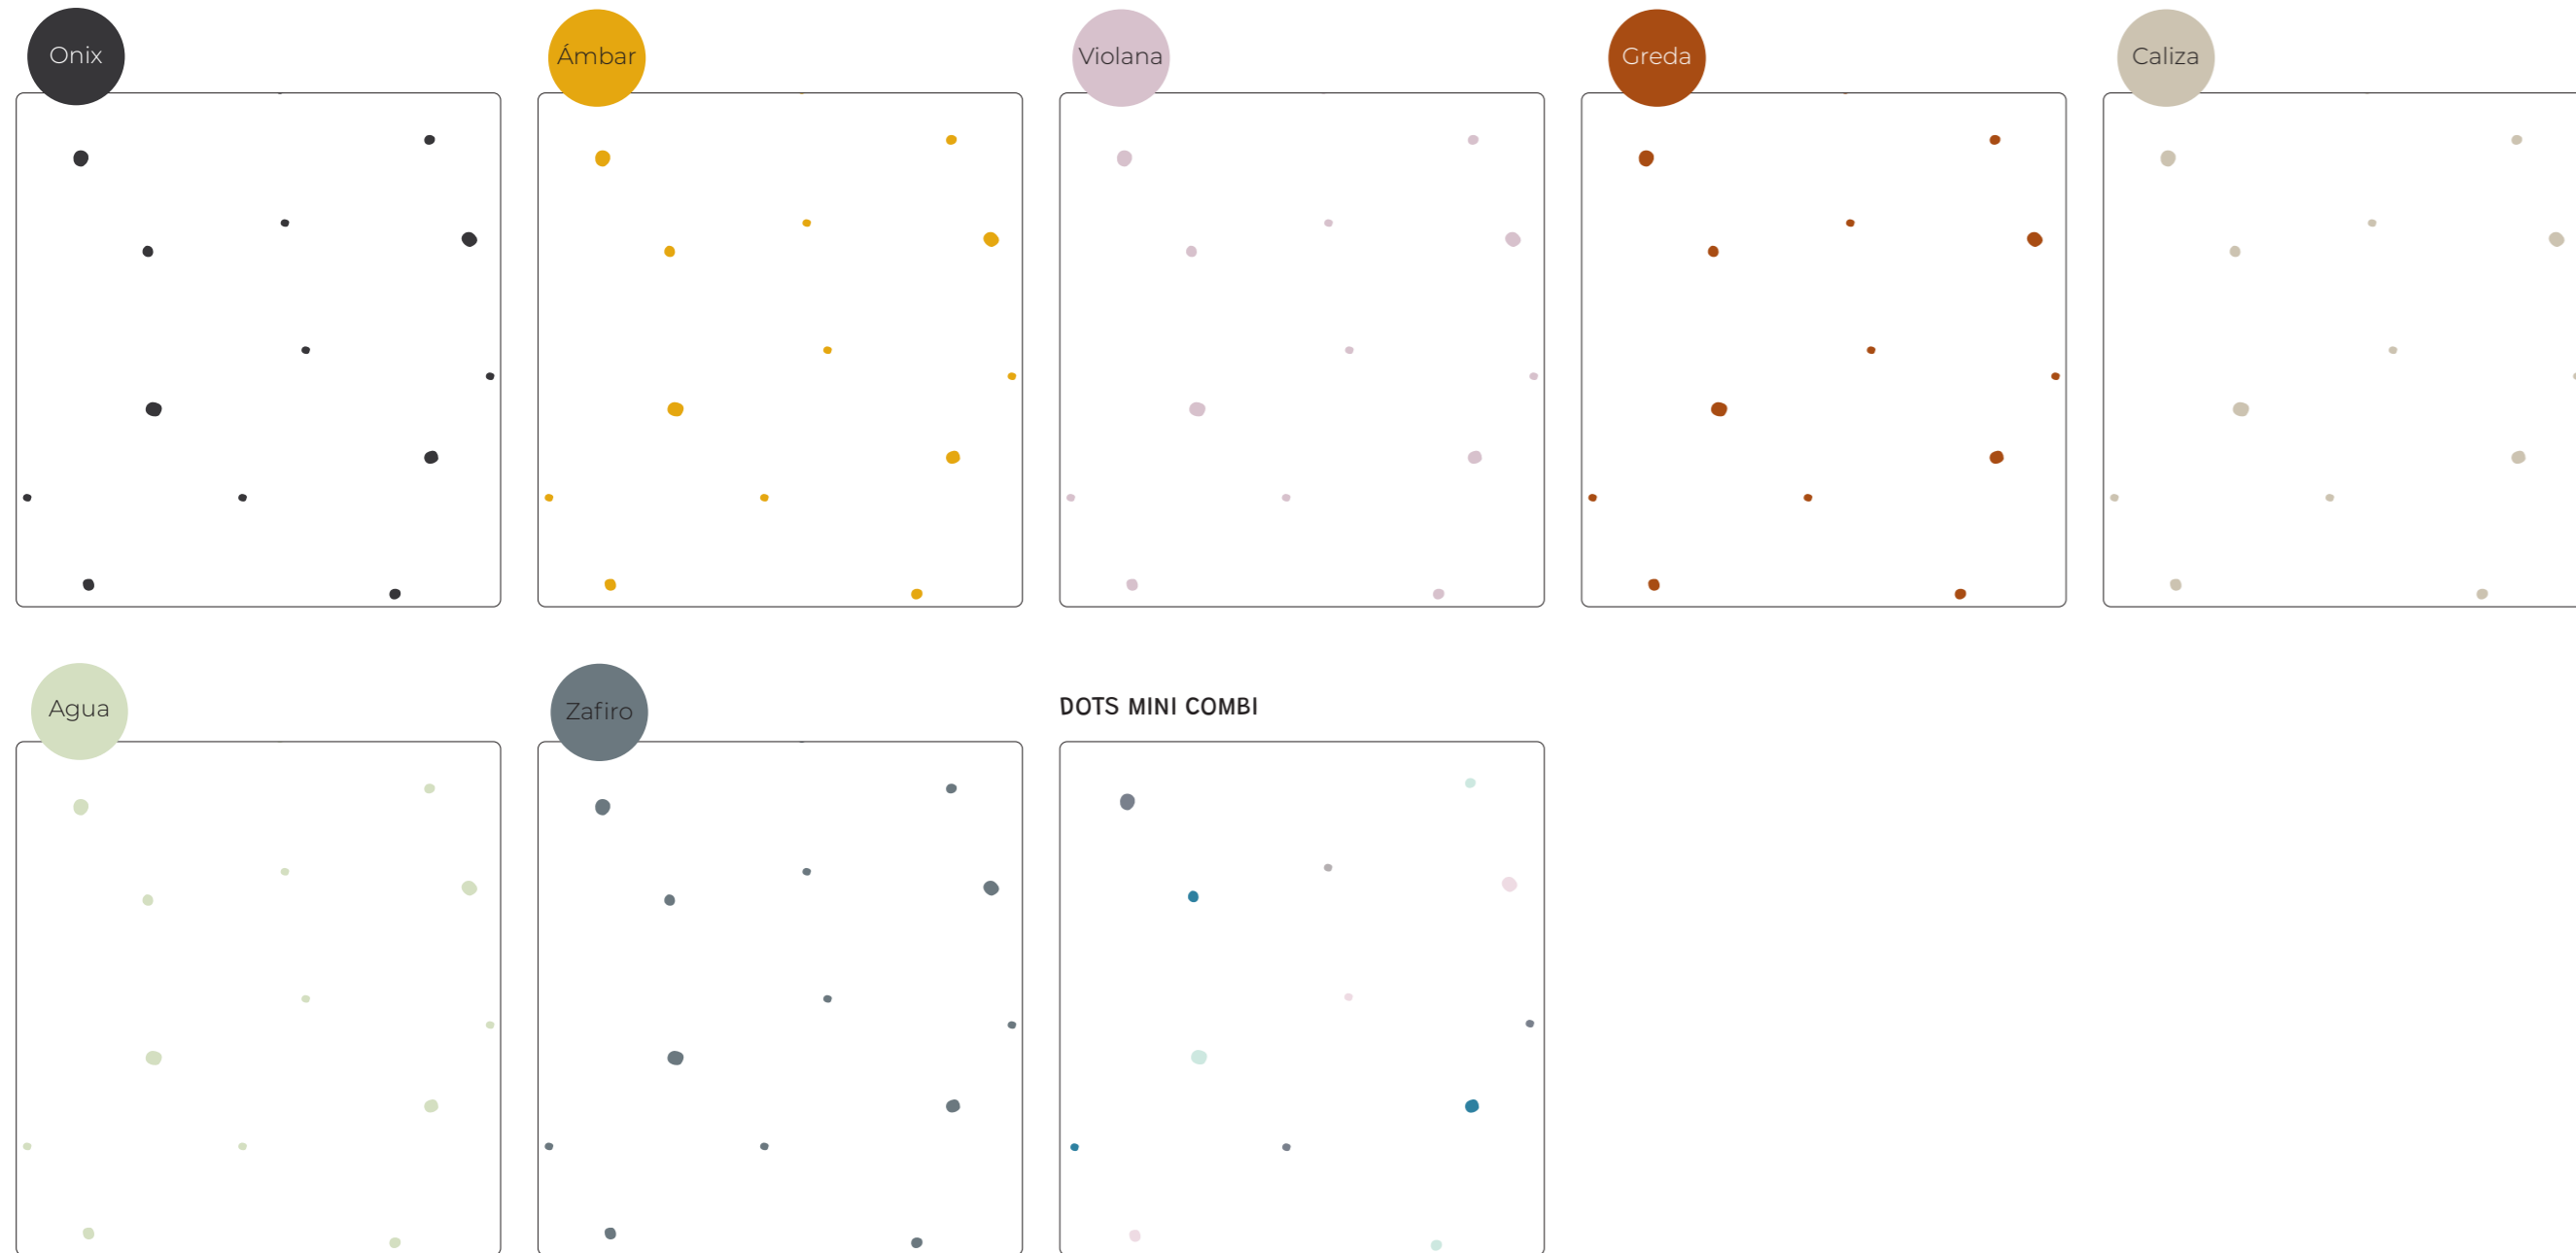 Onix
Ámbar
Violana
Greda
Caliza
Agua
Zafiro
DOTS MINI COMBI